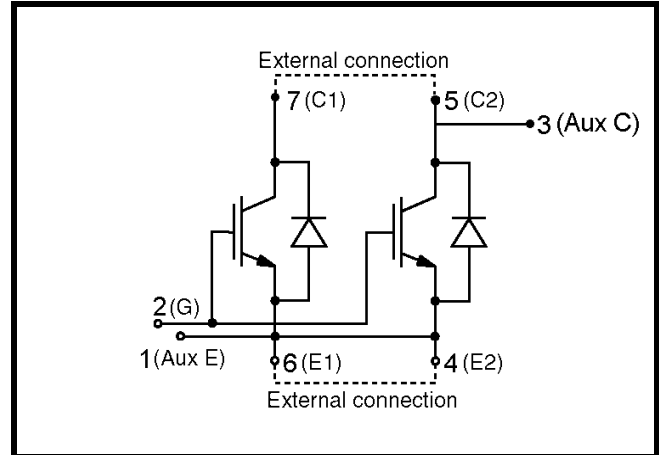 External connection
7 (C1)
5 (C2)
3 (Aux C)
2 (G)
1 (Aux E)
6 (E1)
4 (E2)
External connection